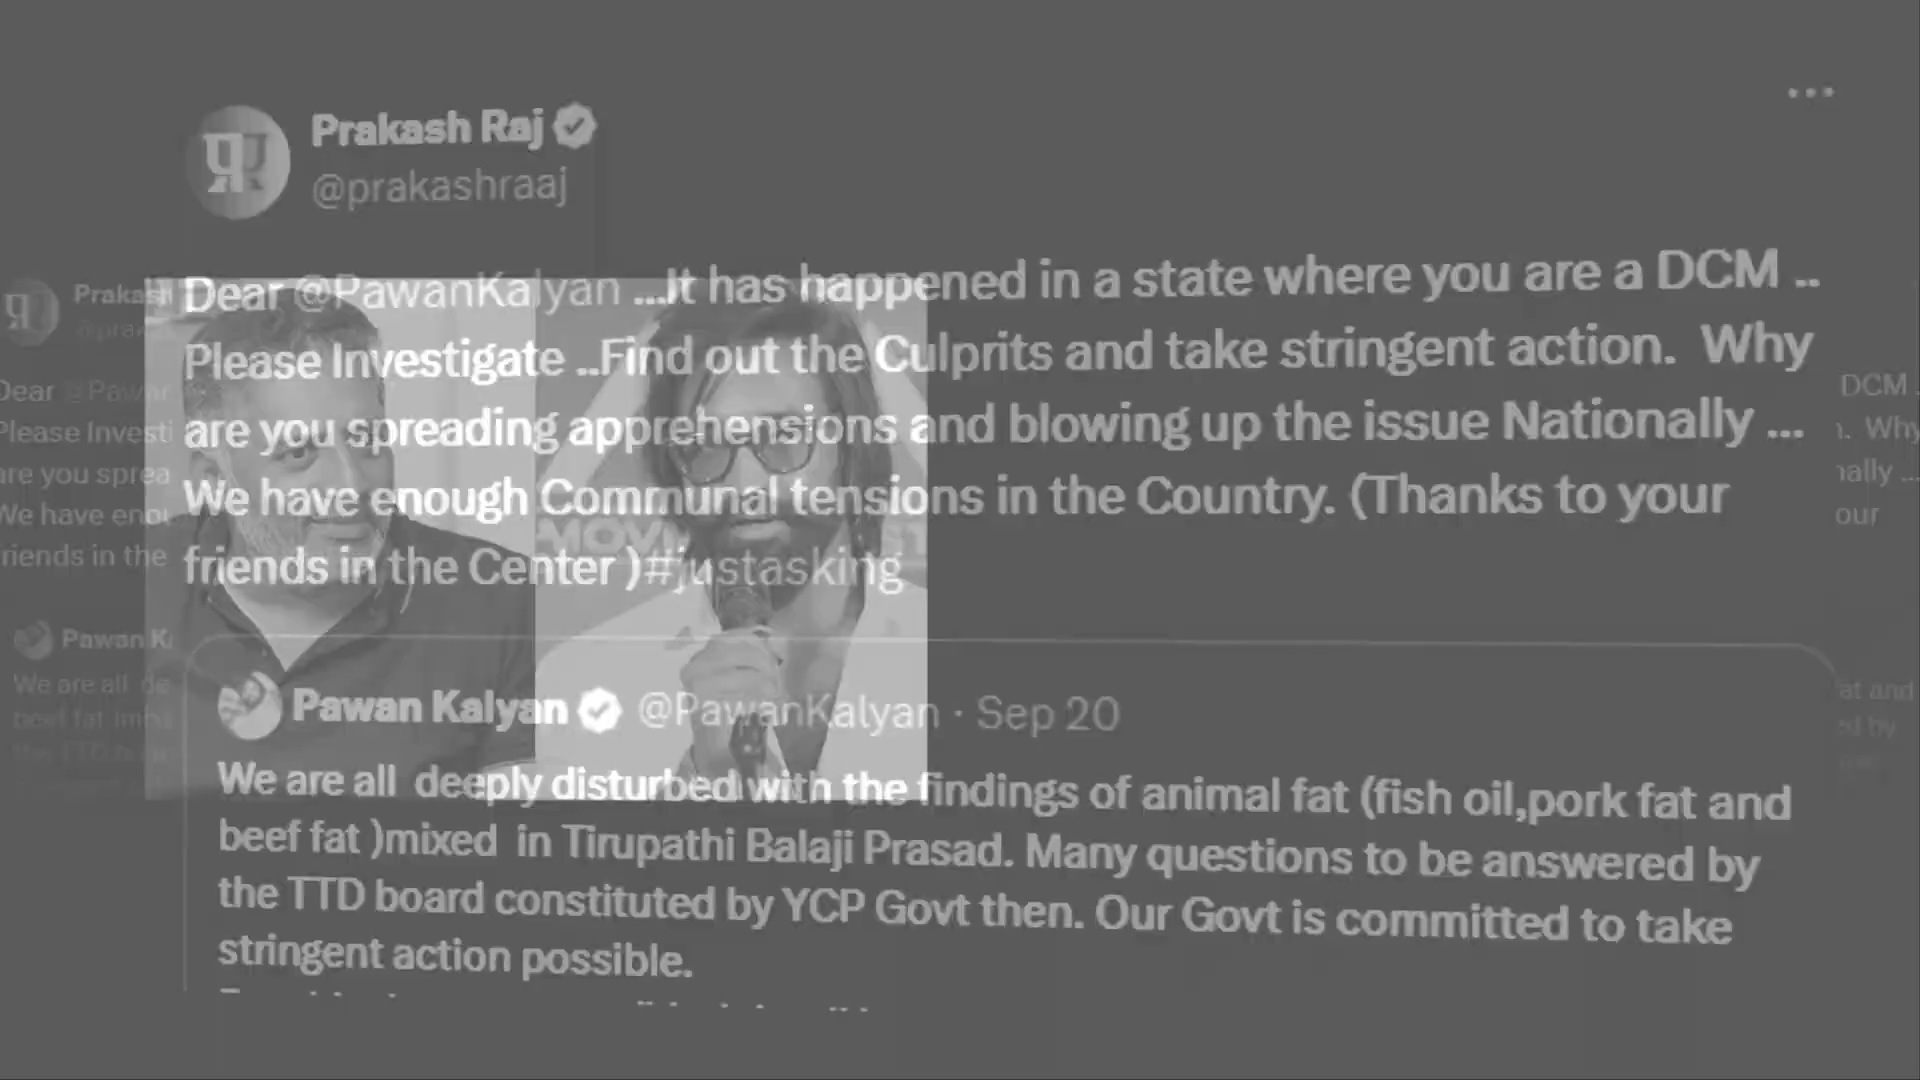 Prakash Raj
@prakashraaj
Dear @PawanKalyan ...It has happened in a state where you are a DCM ..
Please Investigate ..Find out the Culprits and take stringent action. Why
are you spreading apprehensions and blowing up the issue Nationally ...
We have enough Communal tensions in the Country. (Thanks to your
friends in the Center )#justasking
Pawan Kalyan @PawanKalyan · Sep 20
We are all deeply disturbed with the findings of animal fat (fish oil,pork fat and
beef fat )mixed in Tirupathi Balaji Prasad. Many questions to be answered by
the TTD board constituted by YCP Govt then. Our Govt is committed to take
stringent action possible.